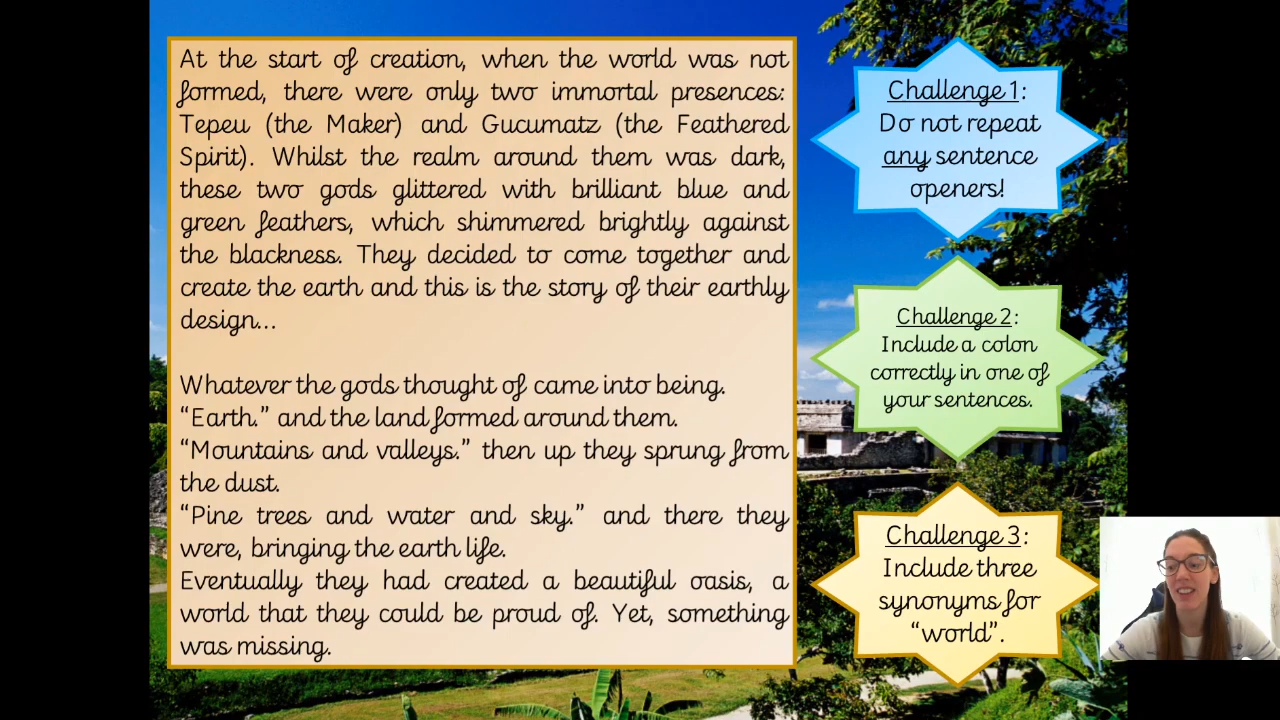 At the start of creation, when the world was not
formed, there were only two immortal presences:
Tepeu (the Maker) and Gucumatz (the Feathered
Spirit). Whilst the realm around them was dark,
these two gods glittered with brilliant blue and
green feathers, which shimmered brightly against
the blackness. They decided to come together and
create the earth and this is the story of their earthly
design...
Whatever the gods thought of came into being.
“Earth.” and the land formed around them.
“Mountains and valleys.” then up they sprung from
the dust.
“Pine trees and water and sky.” and there they
were, bringing the earth life.
Eventually they had created a beautiful oasis, a
world that they could be proud of. Yet, something
was missing.
Challenge 1:
Do not repeat
any sentence
openers!
Challenge 2:
Include a colon
correctly in one of
your sentences.
Challenge 3:
Include three
synonyms for
“world”.